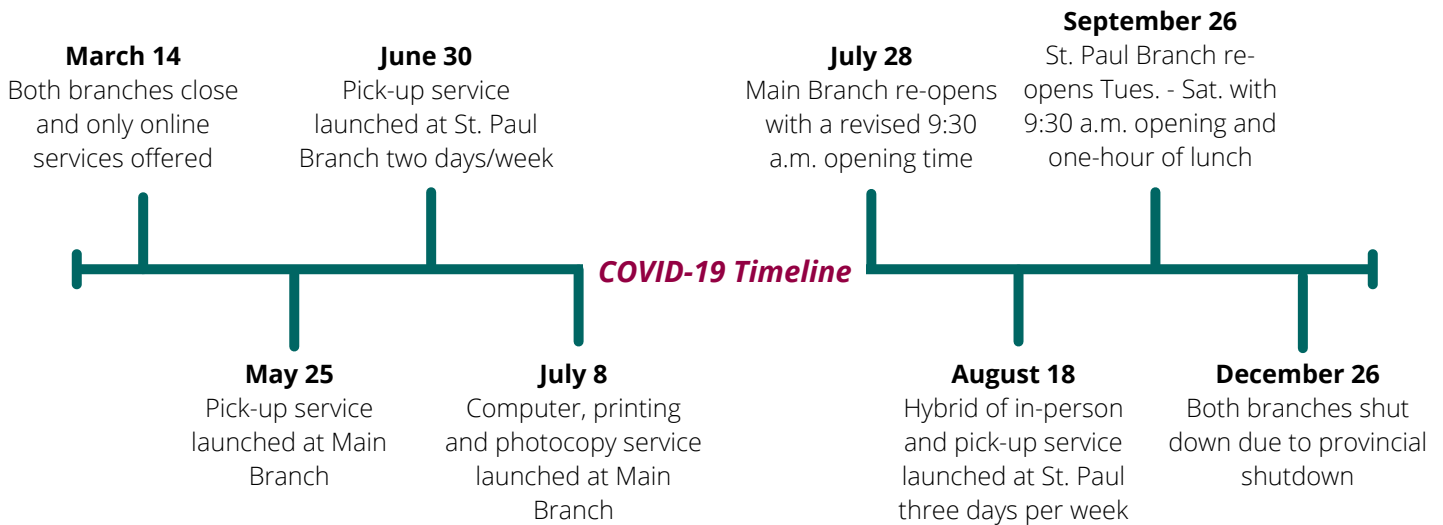 March 14
Both branches close
and only online
services offered
May 25
Pick-up service
launched at Main
Branch
June 30
Pick-up service
launched at St. Paul
Branch two days/week
July 8
Computer, printing
and photocopy service
launched at Main
Branch
COVID-19 Timeline
July 28
Main Branch re-opens
with a revised 9:30
a.m. opening time
August 18
Hybrid of in-person
and pick-up service
launched at St. Paul
three days per week
September 26
St. Paul Branch re-
opens Tues. - Sat. with
9:30 a.m. opening and
one-hour of lunch
December 26
Both branches shut
down due to provincial
shutdown